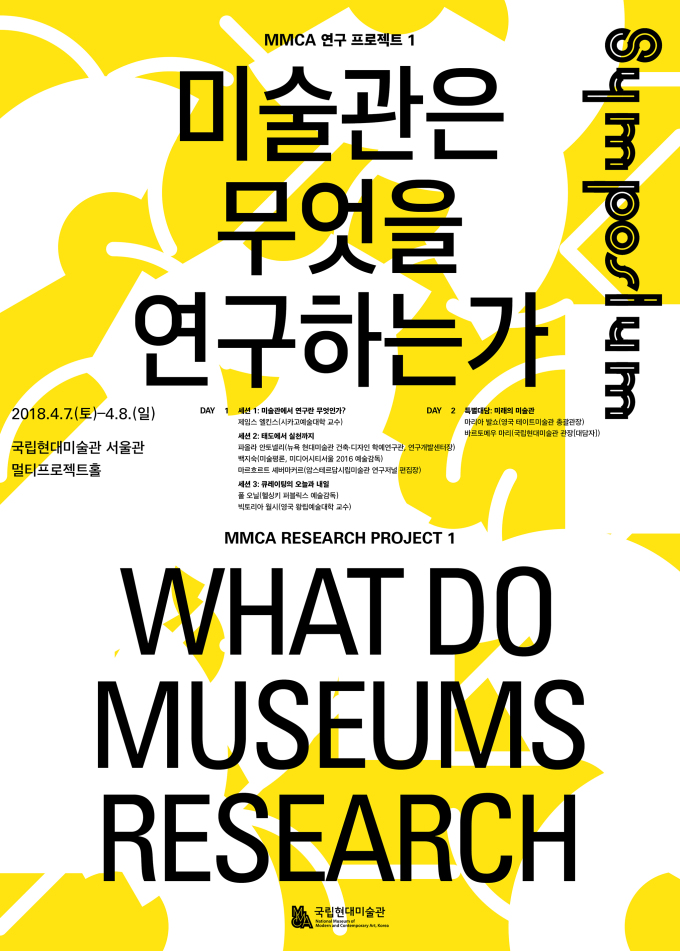 MMCA 연구 프로젝트 1
미술관은
무엇을
연구하는가
Symposium
2018.4.7.(토)–4.8.(일)
국립현대미술관 서울관
멀티프로젝트홀
DAY 1
세션 1: 미술관에서 연구란 무엇인가?
제임스 엘킨스(시카고예술대학 교수)
세션 2: 태도에서 실천까지
파올라 안토넬리(뉴욕 현대미술관 건축·디자인 학예연구관, 연구개발센터장)
백지숙(미술평론, 미디어시티서울 2016 예술감독)
마르흐르트 셰버마커르(암스테르담시립미술관 연구저널 편집장)
세션 3: 큐레이팅의 오늘과 내일
폴 오닐(헬싱키 퍼블릭스 예술감독)
빅토리아 월시(영국 왕립예술대학 교수)
DAY 2
특별대담: 미래의 미술관
마리아 발쇼(영국 테이트미술관 총괄관장)
바르토메우 마리(국립현대미술관 관장[대담자])
MMCA RESEARCH PROJECT 1
WHAT DO
MUSEUMS
RESEARCH
MMCA 국립현대미술관
National Museum of
Modern and Contemporary Art, Korea